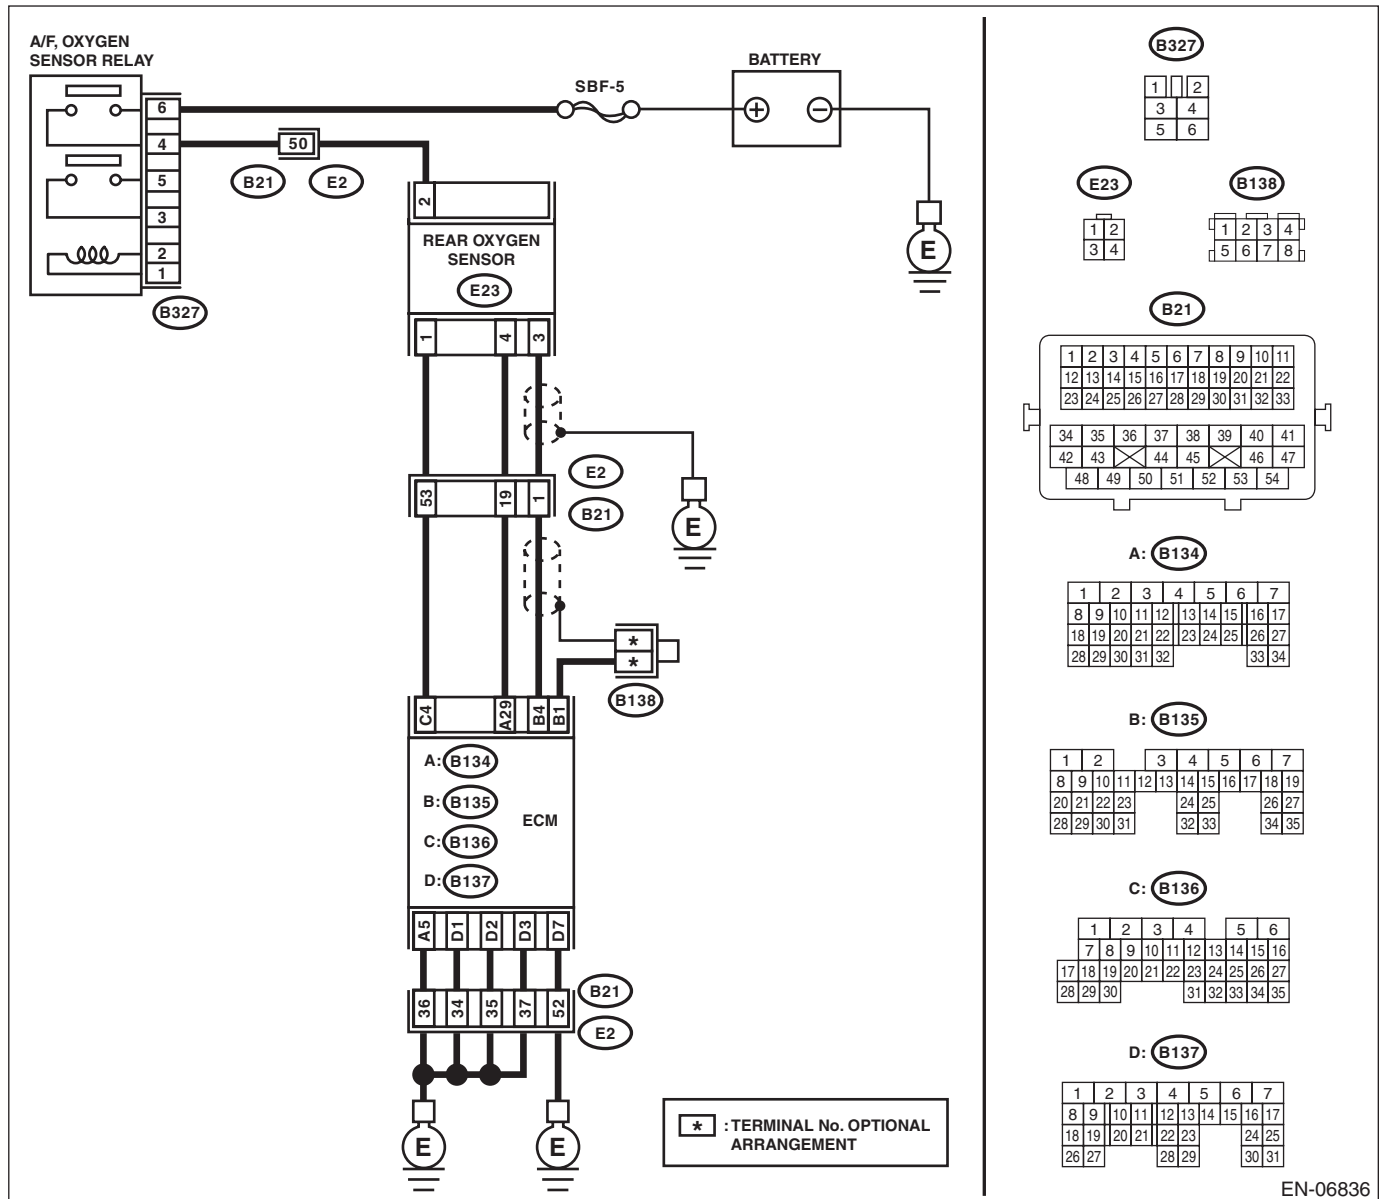 A/F, OXYGEN
SENSOR RELAY
6
4
5
3
2
1
B327
50
B21
E2
SBF-5
BATTERY
+
−
E
2
REAR OXYGEN
SENSOR
E23
1
4
3
E2
B21
53
19
1
E
*
*
B138
C4
A29
B4
B1
A: B134
B: B135
C: B136
D: B137
ECM
A5
D1
D2
D3
D7
B21
E2
36
34
35
37
52
E
E
* : TERMINAL No. OPTIONAL
ARRANGEMENT
B327
1 2
3 4
5 6
E23
1 2
3 4
B138
1 2 3 4
5 6 7 8
B21
1 2 3 4 5 6 7 8 9 10 11
12 13 14 15 16 17 18 19 20 21 22
23 24 25 26 27 28 29 30 31 32 33
34 35 36 37 38 39 40 41
42 43 44 45 46 47
48 49 50 51 52 53 54
A: B134
1 2 3 4 5 6 7
8 9 10 11 12 13 14 15 16 17
18 19 20 21 22 23 24 25 26 27
28 29 30 31 32 33 34
B: B135
1 2 3 4 5 6 7
8 9 10 11 12 13 14 15 16 17 18 19
20 21 22 23 24 25 26 27
28 29 30 31 32 33 34 35
C: B136
1 2 3 4 5 6
7 8 9 10 11 12 13 14 15 16
17 18 19 20 21 22 23 24 25 26 27
28 29 30 31 32 33 34 35
D: B137
1 2 3 4 5 6 7
8 9 10 11 12 13 14 15 16 17
18 19 20 21 22 23 24 25
26 27 28 29 30 31
EN-06836